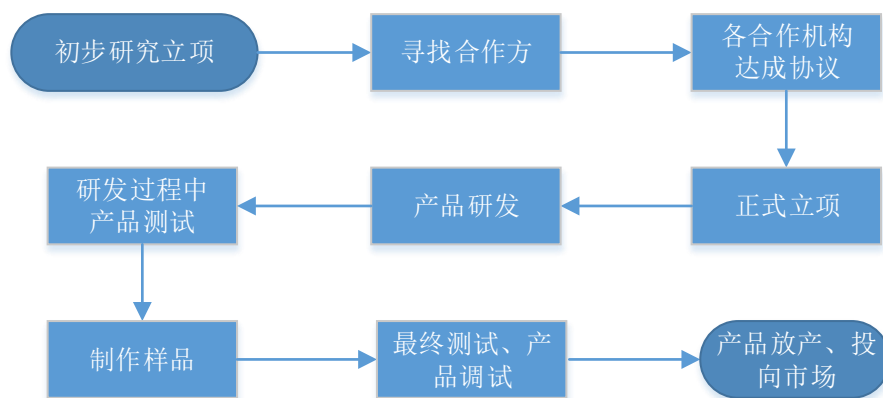 初步研究立项
寻找合作方
各合作机构
达成协议
正式立项
产品研发
研发过程中
产品测试
制作样品
最终测试、产
品调试
产品放产、投
向市场